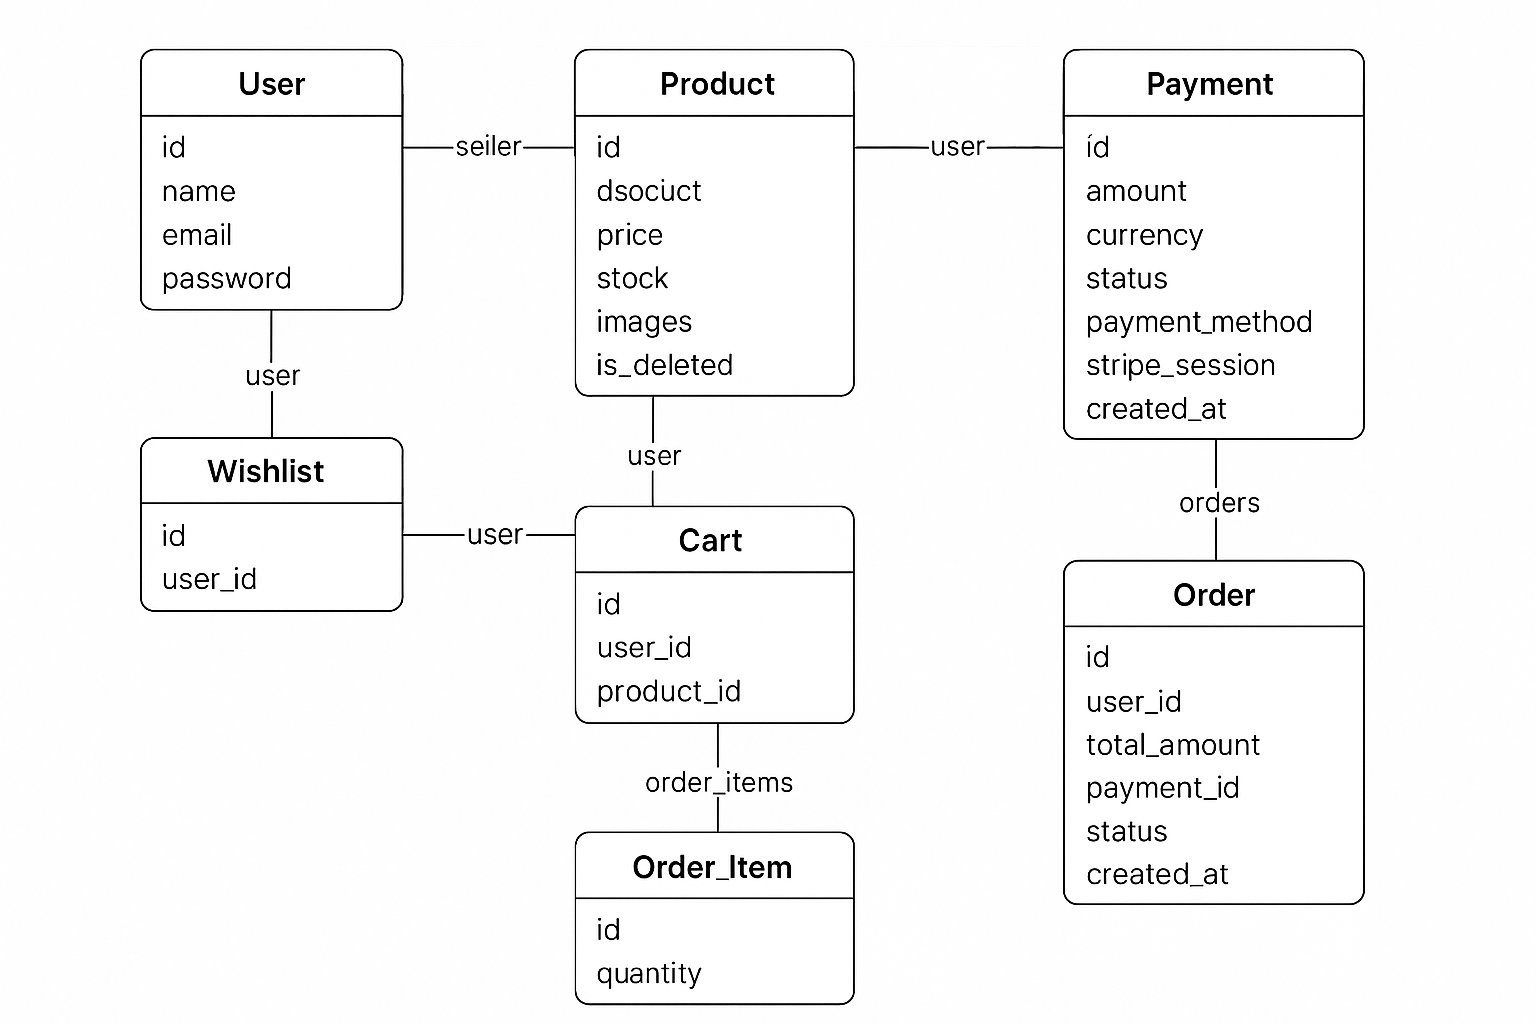 User
id
name
email
password
seiler
Product
id
dsocuct
price
stock
images
is_deleted
user
Payment
íd
amount
currency
status
payment_method
stripe_session
created_at
user
Wishlist
id
user_id
user
user
Cart
id
user_id
product_id
order_items
Order_Item
id
quantity
orders
Order
id
user_id
total_amount
payment_id
status
created_at